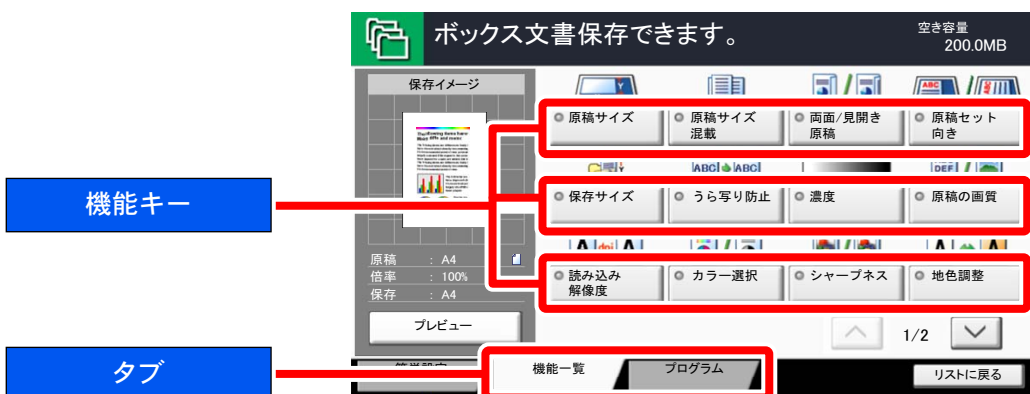 ボックス文書保存できます。
空き容量
200.0MB
保存イメージ
ABC
原稿サイズ
原稿サイズ
混載
両面/見開き
原稿
原稿セット
向き
ABC ABC
DEF
機能キー
保存サイズ
うら写り防止
濃度
原稿の画質
A dpi A
A A
原稿 : A4
倍率 : 100%
保存 : A4
読み込み
解像度
カラー選択
シャープネス
地色調整
プレビュー
1/2
タブ
機能一覧
プログラム
リストに戻る